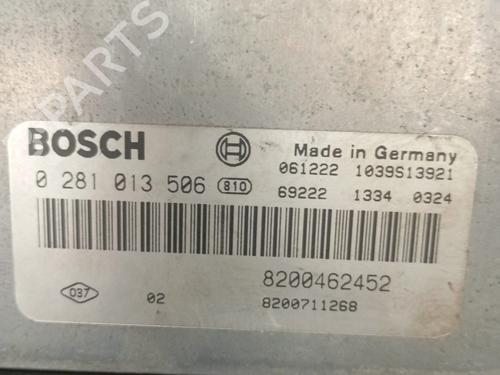 B PARTS
BOSCH
Made in Germany
0 281 013 506 810
061222 1039S13921
69222 1334 0324
8200462452
037 02 8200711268